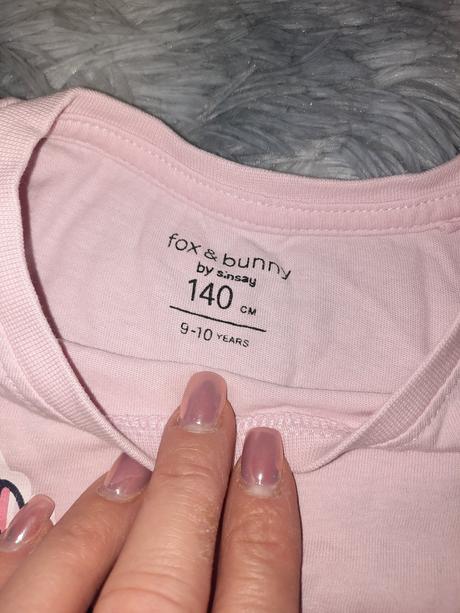 fox & bunny
by sinsay
140 CM
9-10 YEARS